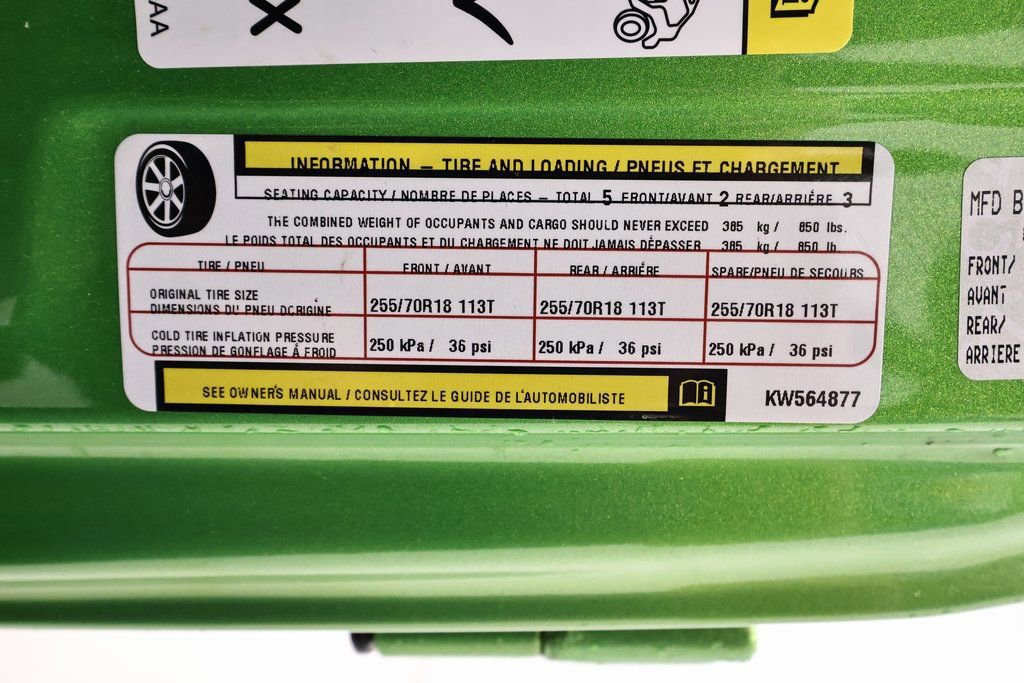 AA
INFORMATION – TIRE AND LOADING / PNEUS ET CHARGEMENT
SEATING CAPACITY / NOMBRE DE PLACES – TOTAL 5 FRONT/AVANT 2 REAR/ARRIÉRE 3
THE COMBINED WEIGHT OF OCCUPANTS AND CARGO SHOULD NEVER EXCEED 385 kg / 850 lbs.
LE POIDS TOTAL DES OCCUPANTS ET DU CHARGEMENT NE DOIT JAMAIS DÉPASSER 385 kg / 850 lb
TIRE / PNEU FRONT / AVANT REAR / ARRIÉRE SPARE/PNEU DE SECOURS
ORIGINAL TIRE SIZE
DIMENSIONS DU PNEU D'ORIGINE 255/70R18 113T 255/70R18 113T 255/70R18 113T
COLD TIRE INFLATION PRESSURE
PRESSION DE GONFLAGE Á FROID 250 kPa / 36 psi 250 kPa / 36 psi 250 kPa / 36 psi
SEE OWNER'S MANUAL / CONSULTEZ LE GUIDE DE L'AUTOMOBILISTE
KW564877
MFD B
FRONT/
AVANT
REAR/
ARRIERE